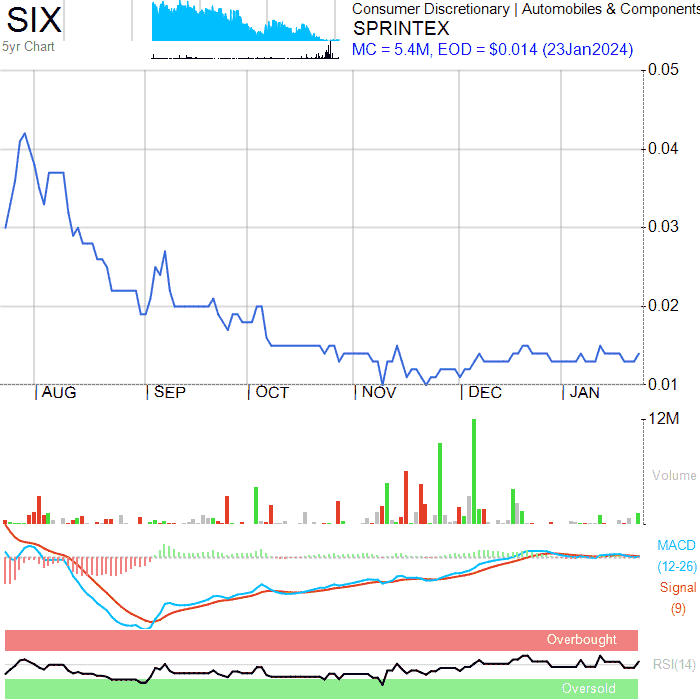 SIX
5yr Chart
Consumer Discretionary | Automobiles & Components
SPRINTEX
MC = 5.4M, EOD = $0.014 (23Jan2024)
0.05
0.04
0.03
0.02
0.01
AUG SEP OCT NOV DEC JAN
12M
Volume
MACD
(12-26)
Signal
(9)
Overbought
RSI(14)
Oversold